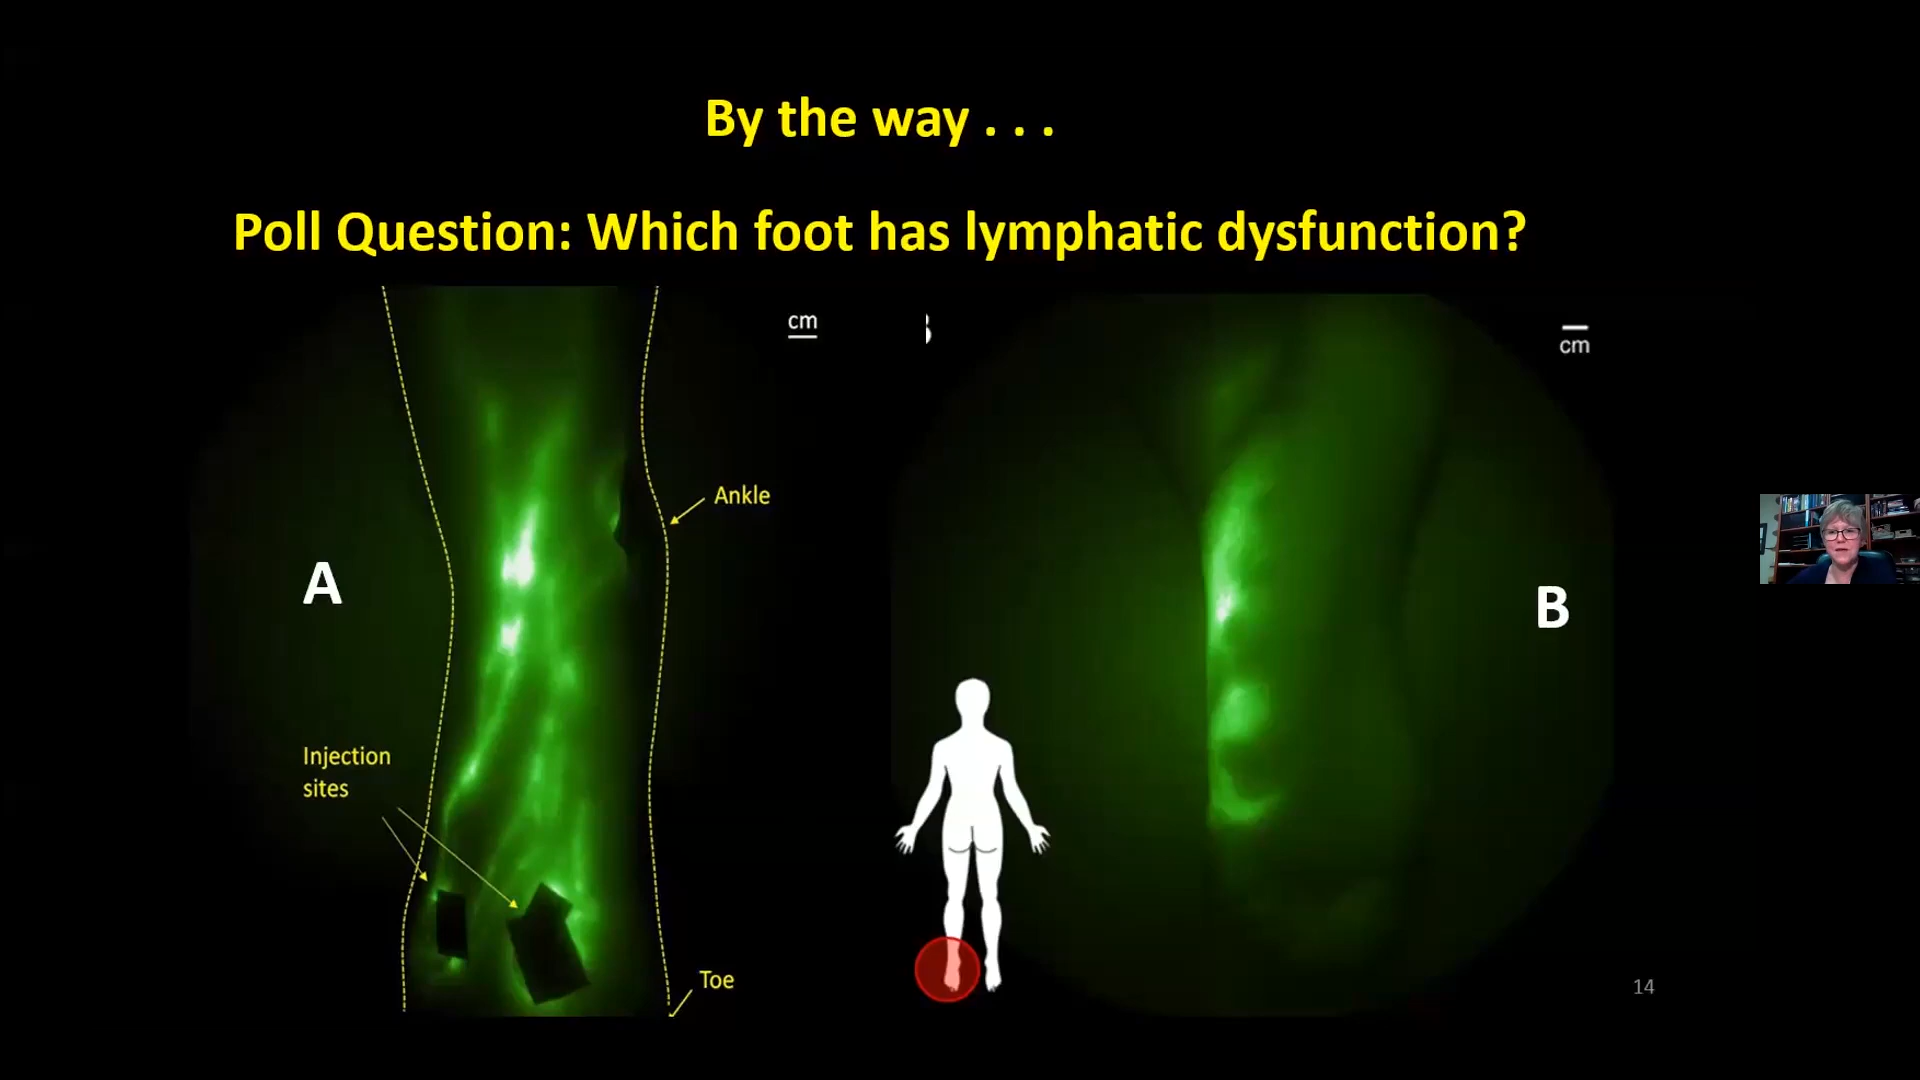 By the way . . .
Poll Question: Which foot has lymphatic dysfunction?
cm
cm
Ankle
A
B
Injection
sites
Toe
14